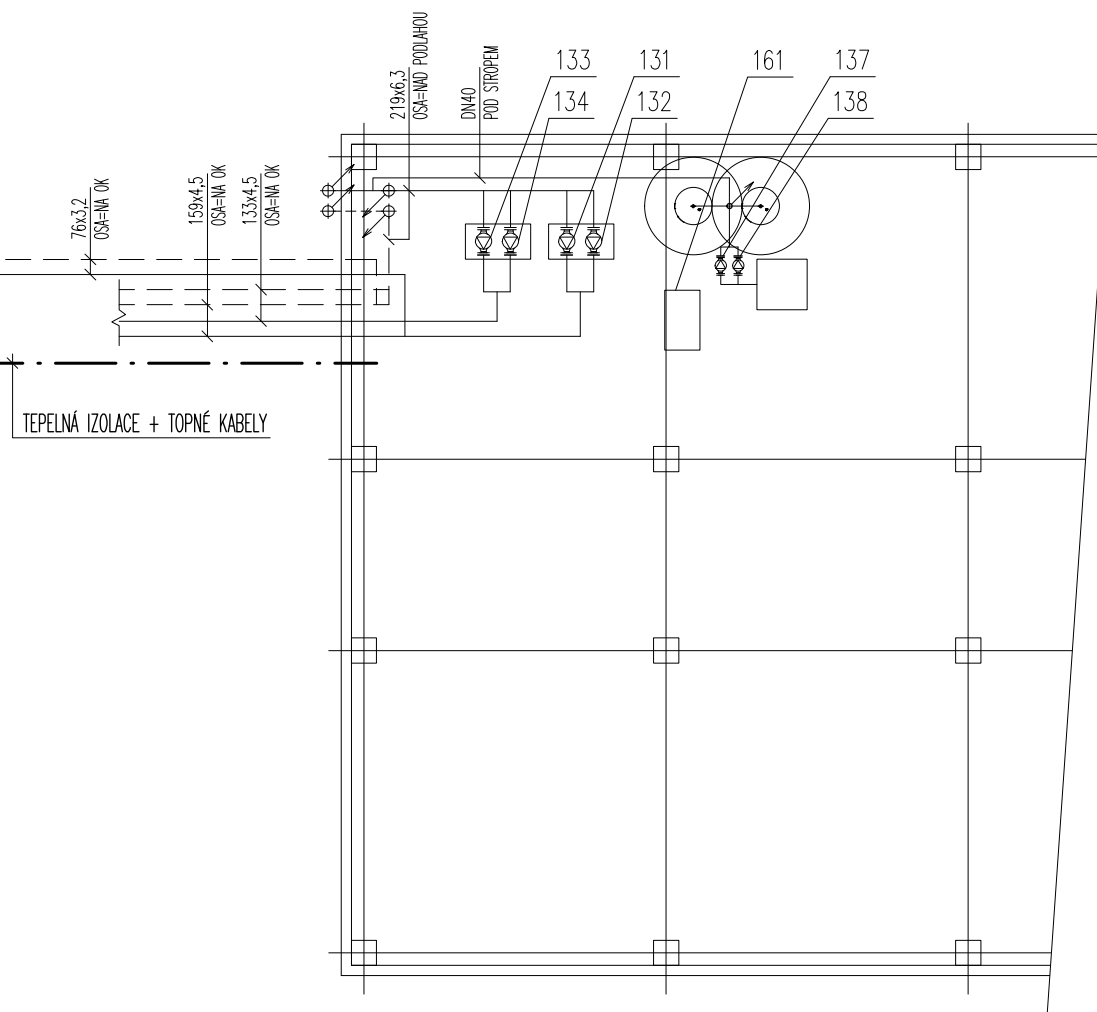 219x6,3
OSA=NAD PODLAHOU
DN40
POD STROPEM
133
134
131
132
161
137
138
76x3,2
OSA=NA OK
159x4,5
OSA=NA OK
133x4,5
OSA=NA OK
TEPELNÁ IZOLACE + TOPNÉ KABELY